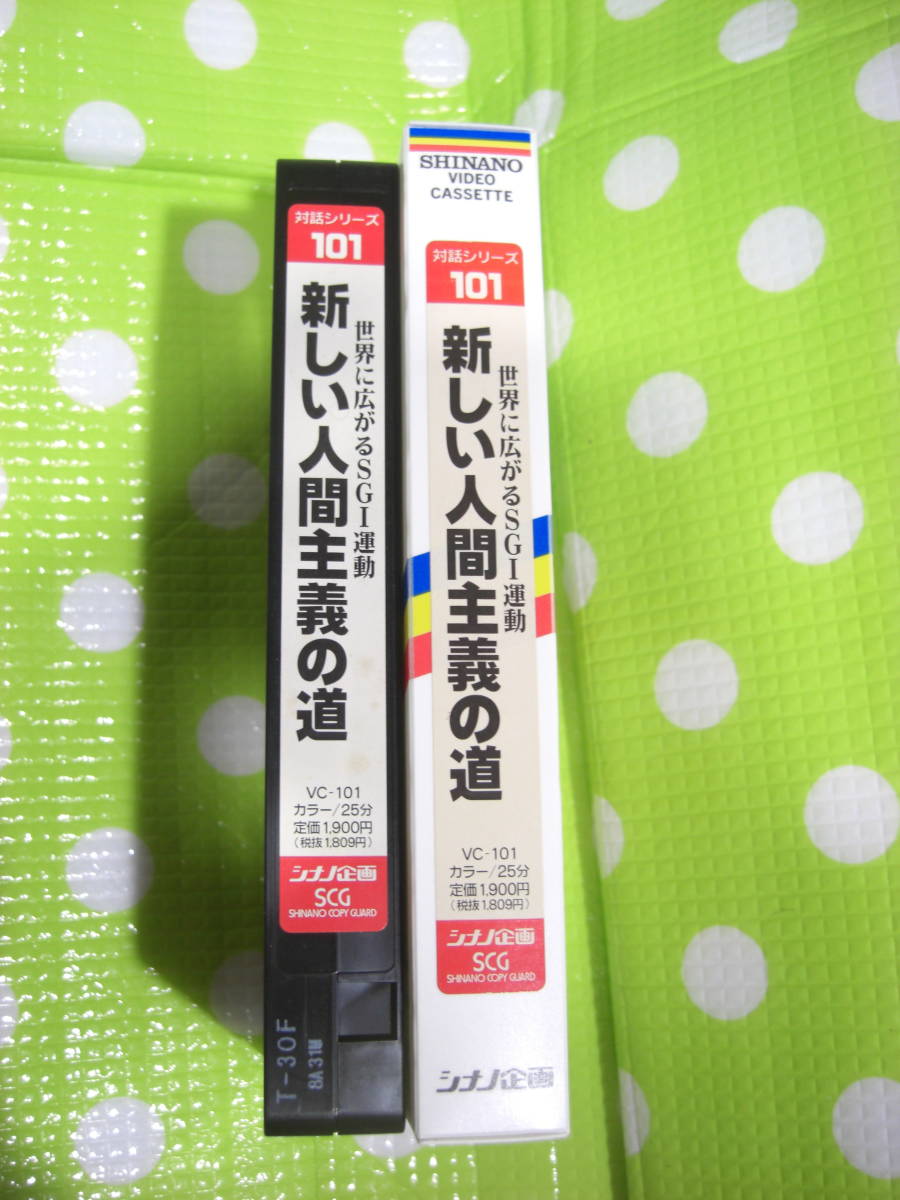 対話シリーズ
101
世界に広がるSGI運動
新しい人間主義の道
VC-101
カラー/25分
定価1,900円
(税抜1,809円)
シナノ企画
SCG
SHINANO COPY GUARD
T-30F
8A31M
SHINANO
VIDEO
CASSETTE
対話シリーズ
101
世界に広がるSGI運動
新しい人間主義の道
VC-101
カラー/25分
定価1,900円
(税抜1,809円)
シナノ企画
SCG
SHINANO COPY GUARD
シナノ企画